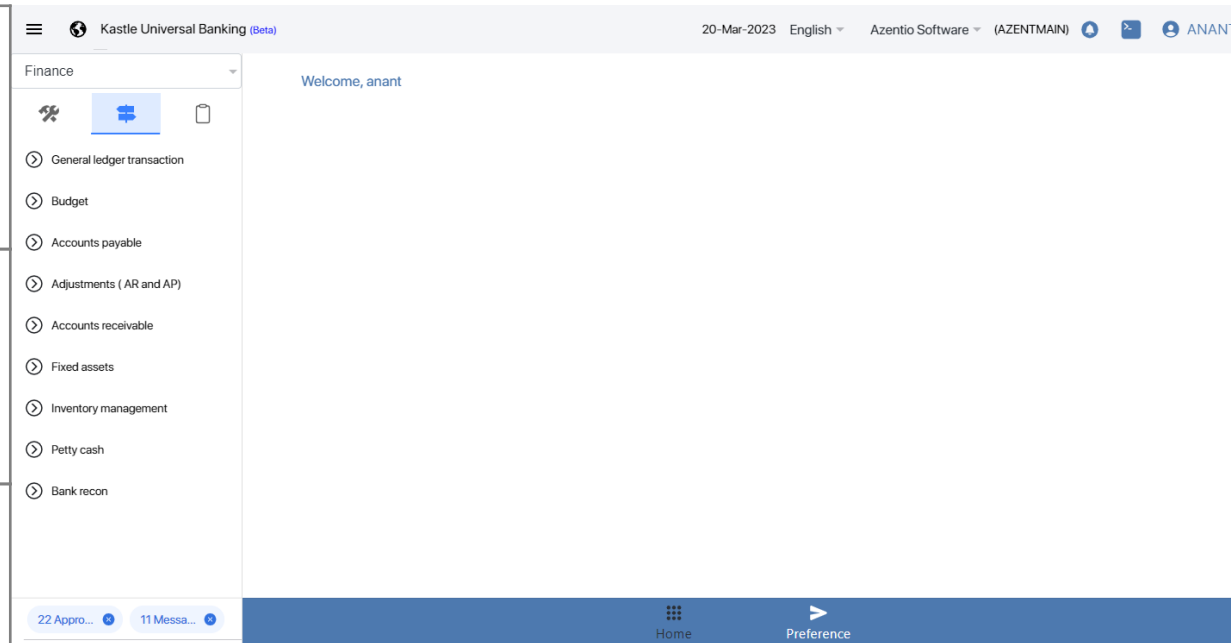 Kastle Universal Banking (Beta)
20-Mar-2023 English Azentio Software (AZENTMAIN) ANANT
Finance
Welcome, anant
General ledger transaction
Budget
Accounts payable
Adjustments ( AR and AP)
Accounts receivable
Fixed assets
Inventory management
Petty cash
Bank recon
22 Appro... 11 Messa...
Home Preference